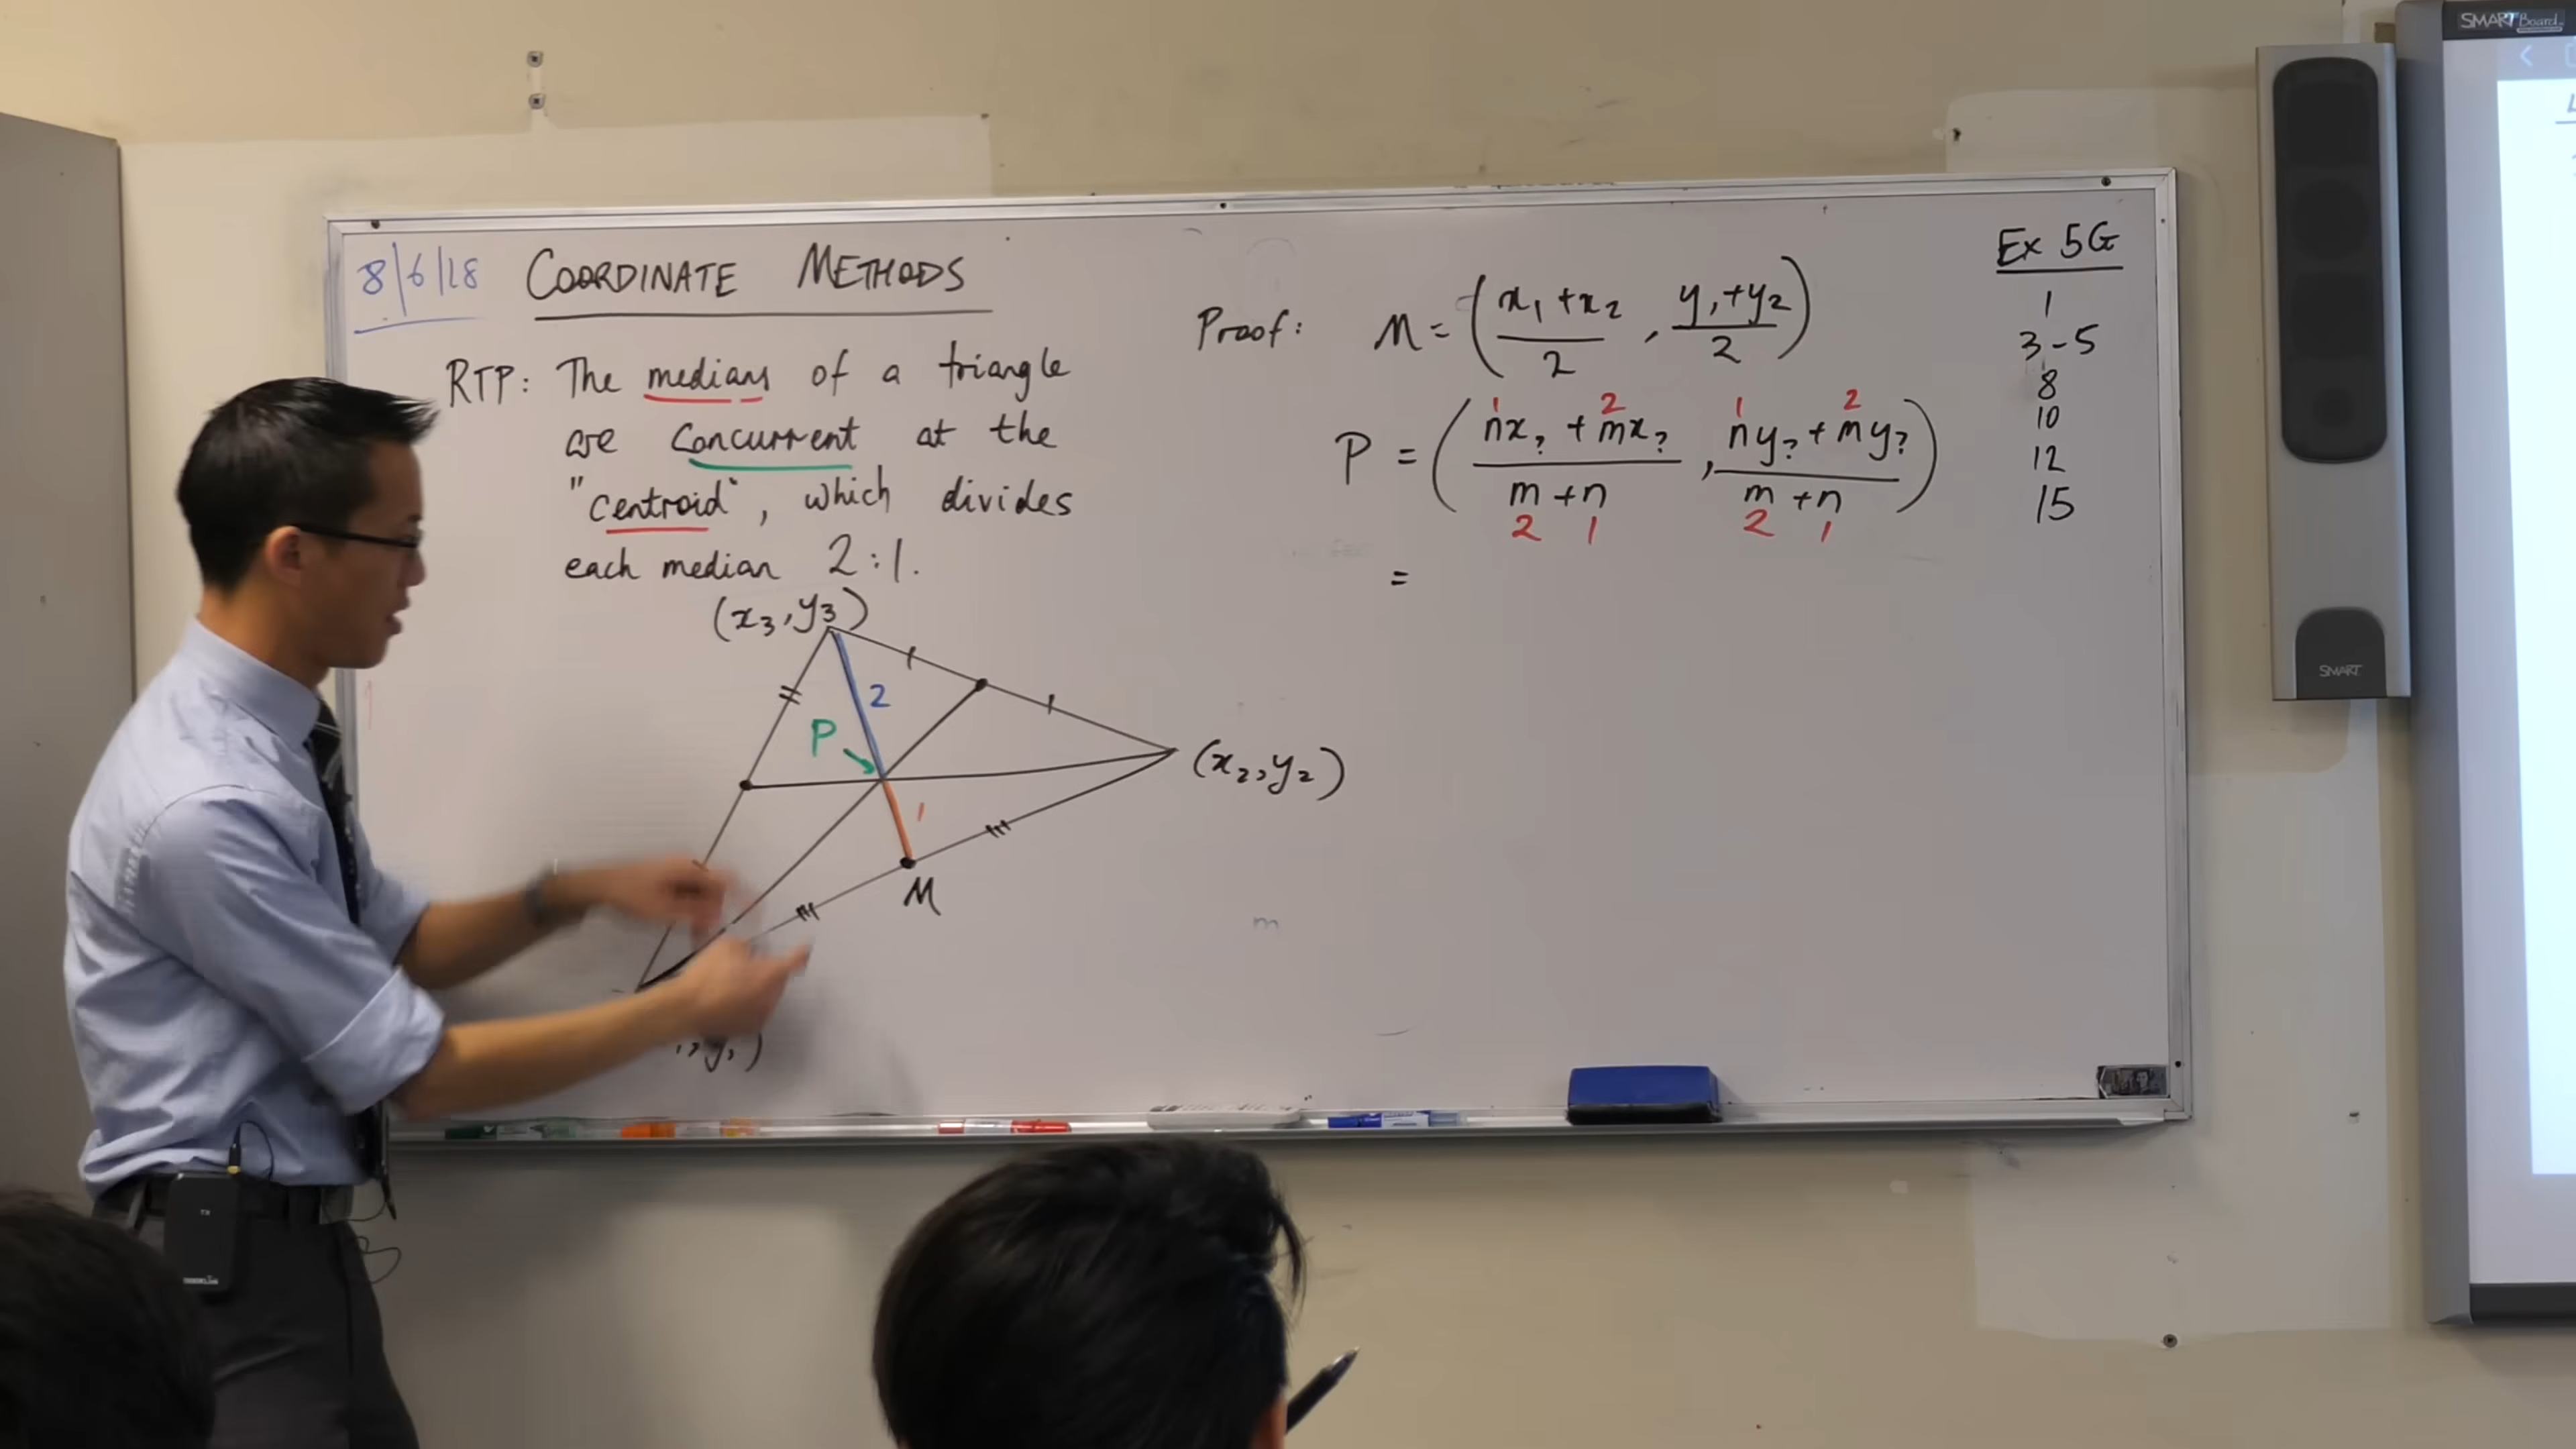 8/6/18 COORDINATE METHODS
RTP: The medians of a triangle
are concurrent at the
"centroid", which divides
each median 2:1.
(x₃, y₃)
2
P
1
(x₂, y₂)
M
, y₁)
Proof: M = (x₁+x₂/2, y₁+y₂/2)
1 2 1 2
P = (nx? + mx?/m+n, ny? + my?/m+n)
2 1 2 1
=
m
Ex 5G
1
3-5
8
10
12
15
SMART Board
SMART
TX